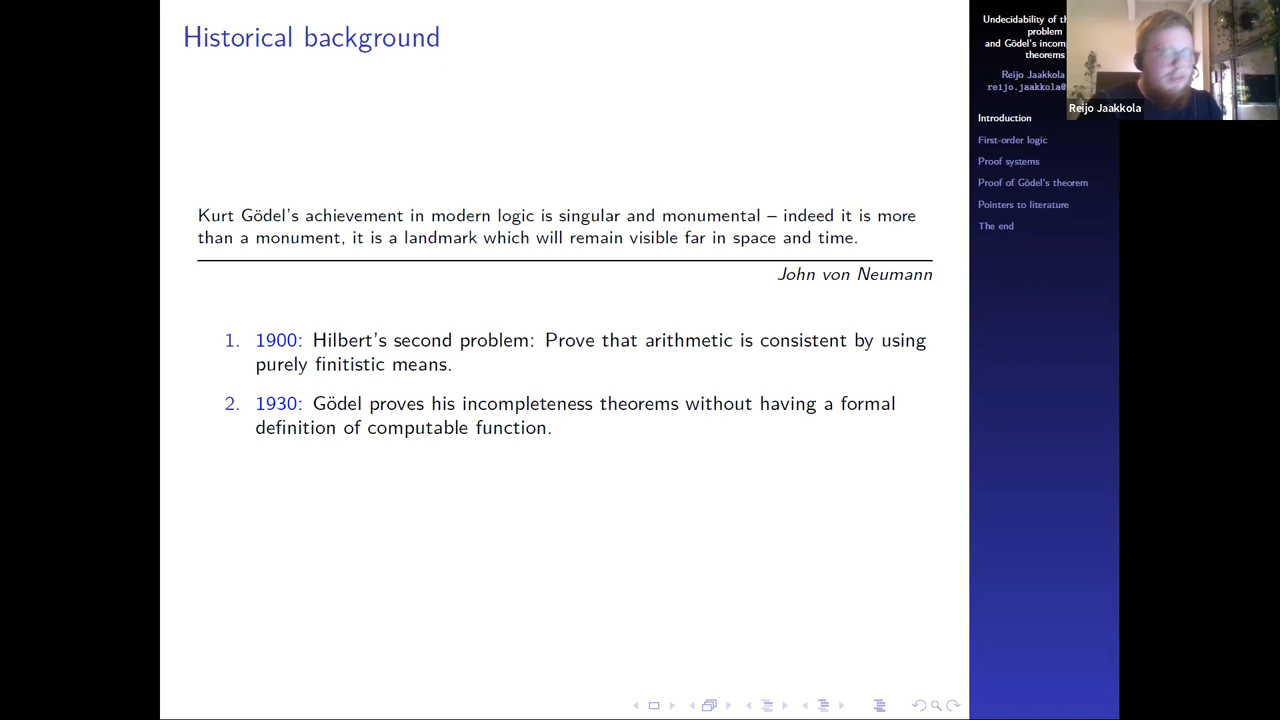 Historical background
Kurt Gödel's achievement in modern logic is singular and monumental – indeed it is more
than a monument, it is a landmark which will remain visible far in space and time.
John von Neumann
1. 1900: Hilbert's second problem: Prove that arithmetic is consistent by using
purely finitistic means.
2. 1930: Gödel proves his incompleteness theorems without having a formal
definition of computable function.
Undecidability of
problem
and Gödel's
theorems
Reijo Jaakkola
Reijo Jaakkola
Introduction
First-order logic
Proof systems
Proof of Gödel's theorem
Pointers to literature
The end